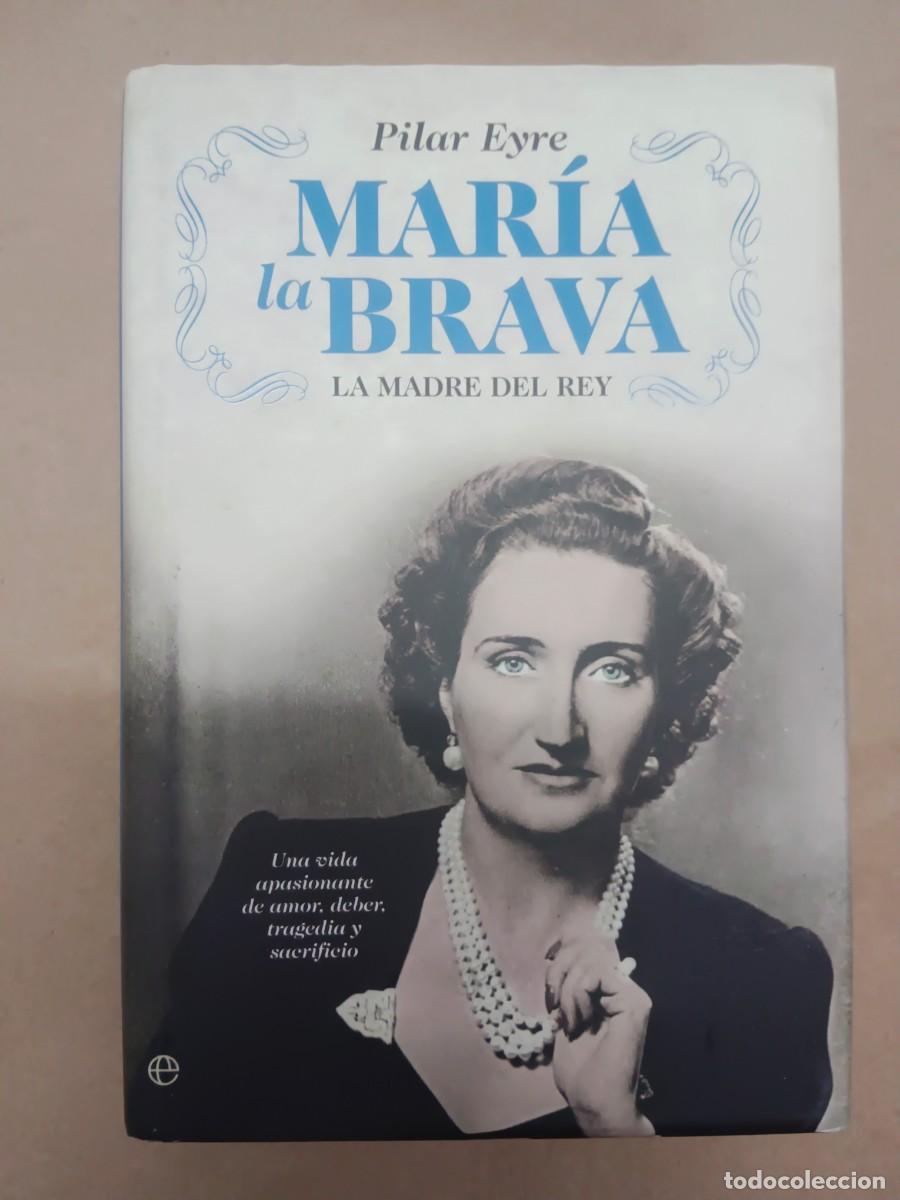 Pilar Eyre
MARÍA
la BRAVA
LA MADRE DEL REY
Una vida
apasionante
de amor, deber,
tragedia y
sacrificio
e
todocoleccion